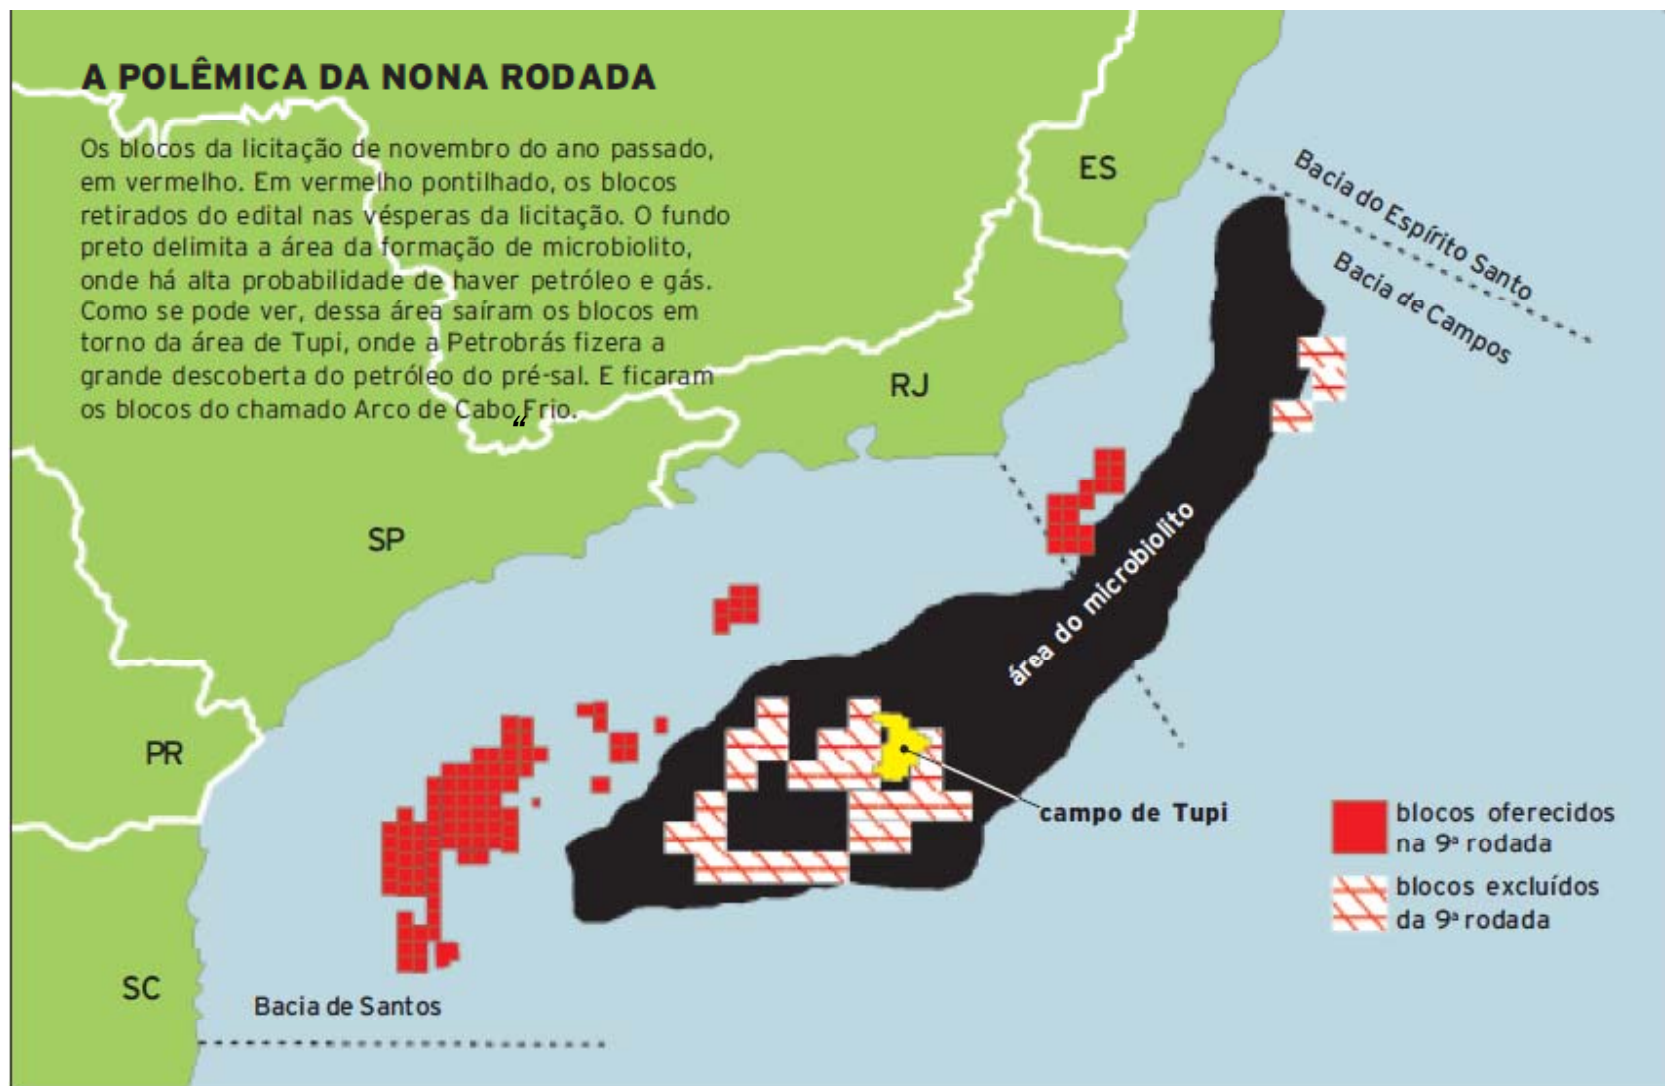 A POLÊMICA DA NONA RODADA
Os blocos da licitação de novembro do ano passado,
em vermelho. Em vermelho pontilhado, os blocos
retirados do edital nas vésperas da licitação. O fundo
preto delimita a área da formação de microbiolito,
onde há alta probabilidade de haver petróleo e gás.
Como se pode ver, dessa área saíram os blocos em
torno da área de Tupi, onde a Petrobrás fizera a
grande descoberta do petróleo do pré-sal. E ficaram
os blocos do chamado Arco de Cabo Frio.
“
ES
Bacia do Espírito Santo
Bacia de Campos
RJ
SP
área do microbiolito
PR
campo de Tupi
blocos oferecidos
na 9ª rodada
blocos excluídos
da 9ª rodada
SC
Bacia de Santos